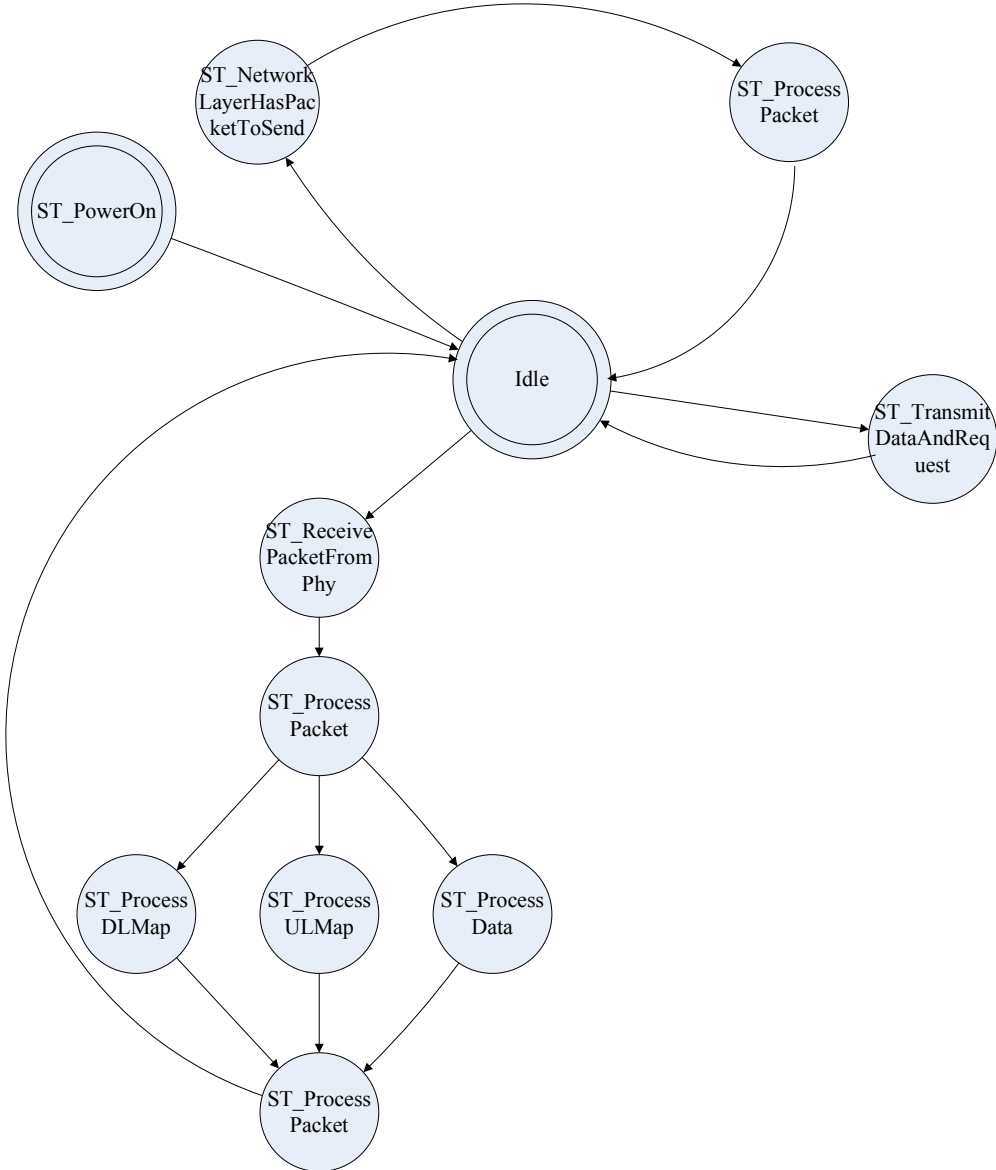 ST_Network
LayerHasPac
ketToSend
ST_Process
Packet
ST_PowerOn
Idle
ST_Transmit
DataAndReq
uest
ST_Receive
PacketFrom
Phy
ST_Process
Packet
ST_Process
DLMap
ST_Process
ULMap
ST_Process
Data
ST_Process
Packet